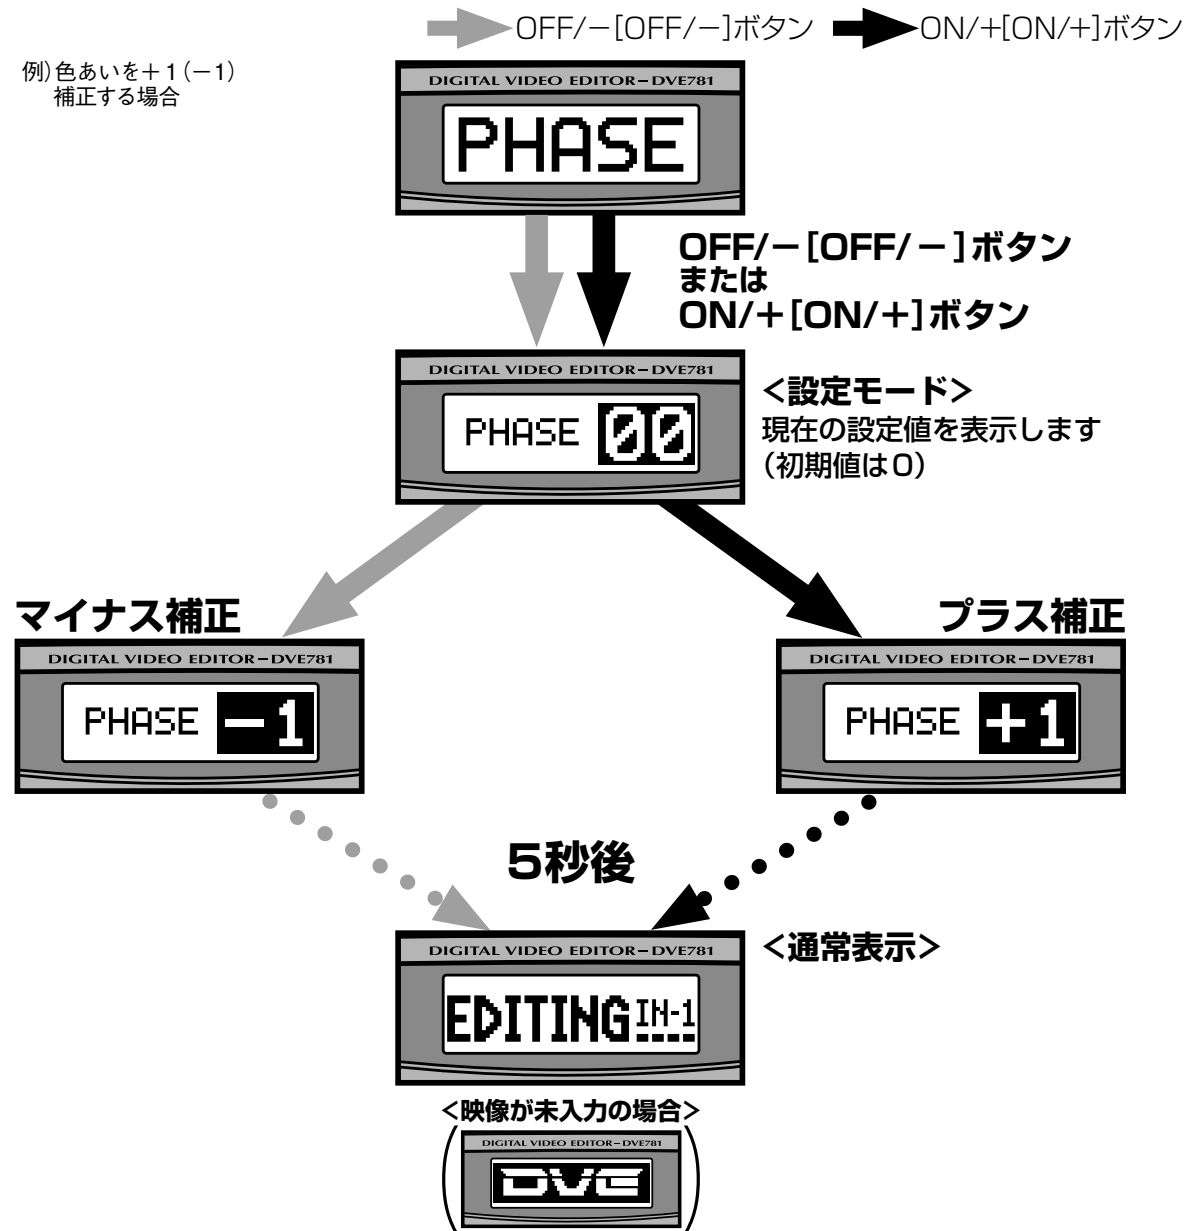 OFF/－[OFF/－]ボタン ON/+[ON/+]ボタン
例)色あいを＋1（－1）
補正する場合
DIGITAL VIDEO EDITOR－DVE781
PHASE
OFF/－[OFF/－]ボタン
または
ON/＋[ON/＋]ボタン
DIGITAL VIDEO EDITOR－DVE781
PHASE 00
＜設定モード＞
現在の設定値を表示します
（初期値は0）
マイナス補正
プラス補正
DIGITAL VIDEO EDITOR－DVE781
PHASE －1
DIGITAL VIDEO EDITOR－DVE781
PHASE ＋1
5秒後
DIGITAL VIDEO EDITOR－DVE781
EDITING IN-1
＜通常表示＞
＜映像が未入力の場合＞
DIGITAL VIDEO EDITOR－DVE781
DVE